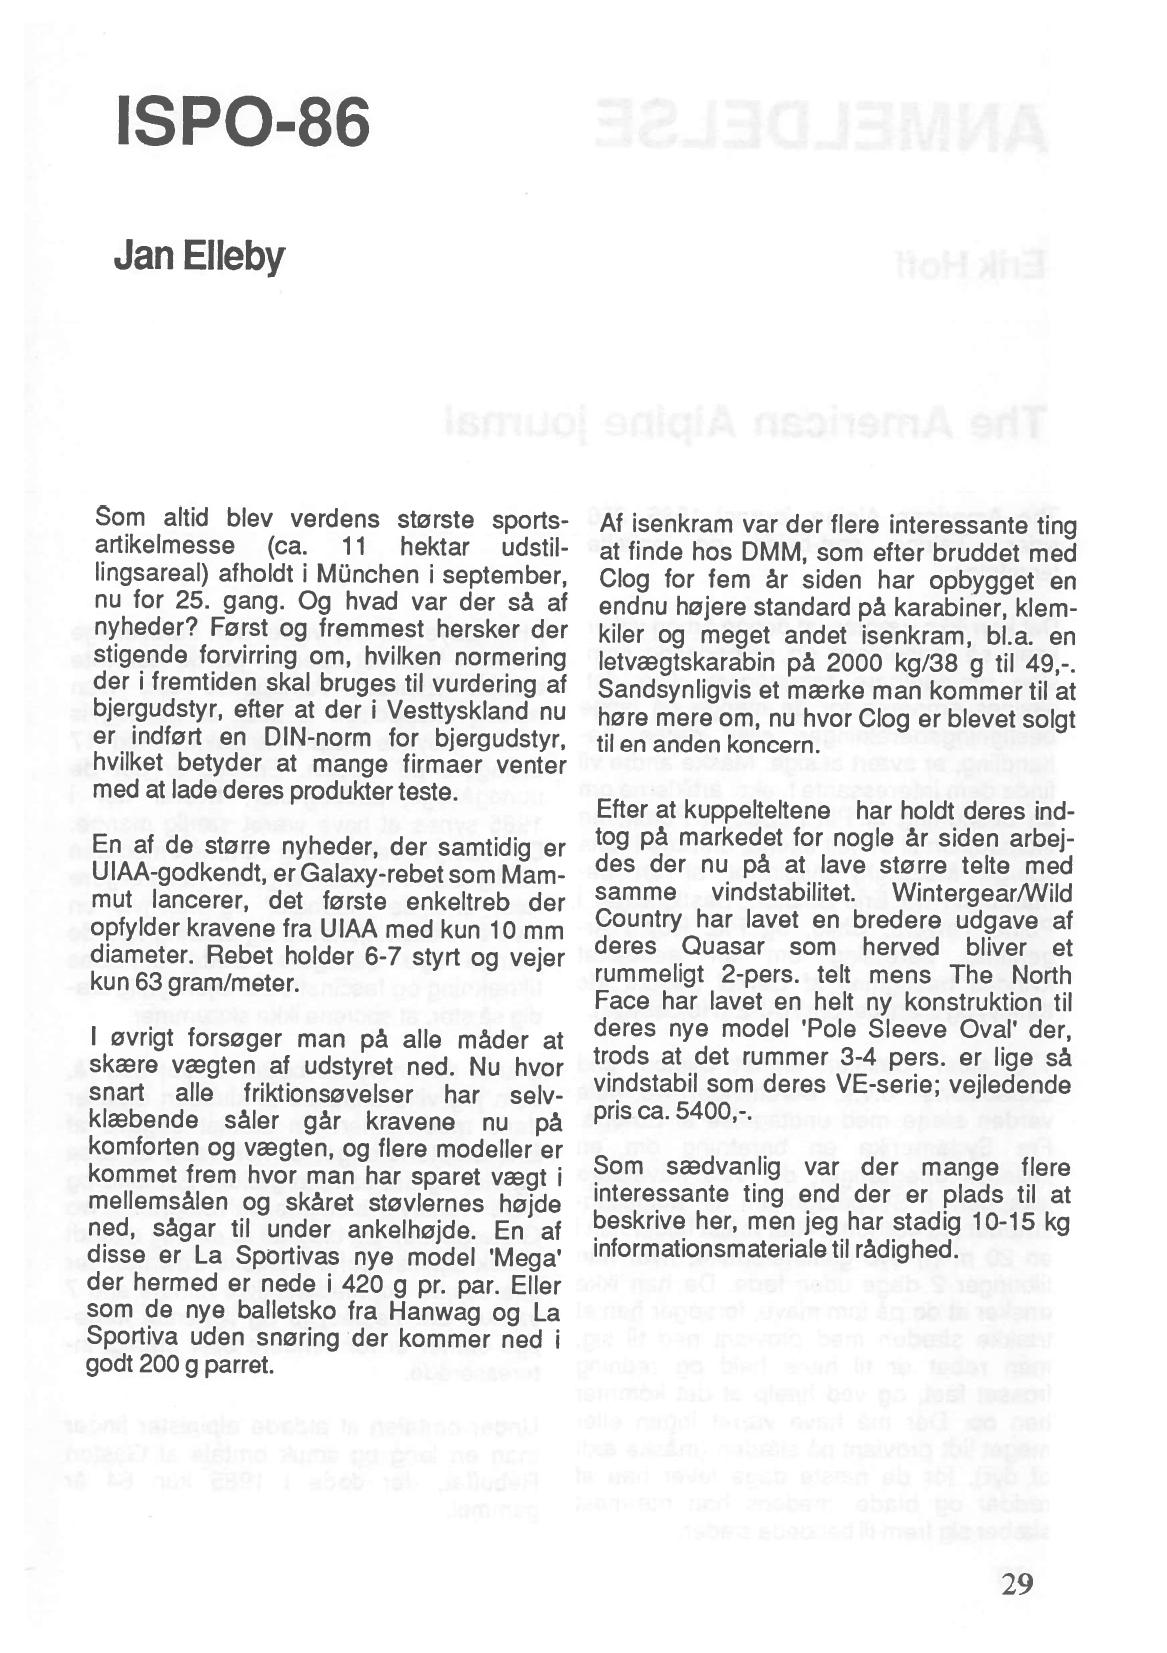 ISPO-86
Jan Elleby
Som altid blev verdens største sports-
artikelmesse (ca. 11 hektar udstil-
lingsareal) afholdt i München i september,
nu for 25. gang. Og hvad var der så af
nyheder? Først og fremmest hersker der
stigende forvirring om, hvilken normering
der i fremtiden skal bruges til vurdering af
bjergudstyr, efter at der i Vesttyskland nu
er indført en DIN-norm for bjergudstyr,
hvilket betyder at mange firmaer venter
med at lade deres produkter teste.
En af de større nyheder, der samtidig er
UIAA-godkendt, er Galaxy-rebet som Mam-
mut lancerer, det første enkeltreb der
opfylder kravene fra UIAA med kun 10 mm
diameter. Rebet holder 6-7 styrt og vejer
kun 63 gram/meter.
I øvrigt forsøger man på alle måder at
skære vægten af udstyret ned. Nu hvor
snart alle friktionsøvelser har selv-
klæbende såler går kravene nu på
komforten og vægten, og flere modeller er
kommet frem hvor man har sparet vægt i
mellemsålen og skåret støvlernes højde
ned, sågar til under ankelhøjde. En af
disse er La Sportivas nye model 'Mega'
der hermed er nede i 420 g pr. par. Eller
som de nye balletsko fra Hanwag og La
Sportiva uden snøring der kommer ned i
godt 200 g parret.
Af isenkram var der flere interessante ting
at finde hos DMM, som efter bruddet med
Clog for fem år siden har opbygget en
endnu højere standard på karabiner, klem-
kiler og meget andet isenkram, bl.a. en
letvægtskarabin på 2000 kg/38 g til 49,-.
Sandsynligvis et mærke man kommer til at
høre mere om, nu hvor Clog er blevet solgt
til en anden koncern.
Efter at kuppelteltene har holdt deres ind-
tog på markedet for nogle år siden arbej-
des der nu på at lave større telte med
samme vindstabilitet. Wintergear/Wild
Country har lavet en bredere udgave af
deres Quasar som herved bliver et
rummeligt 2-pers. telt mens The North
Face har lavet en helt ny konstruktion til
deres nye model 'Pole Sleeve Oval' der,
trods at det rummer 3-4 pers. er lige så
vindstabil som deres VE-serie; vejledende
pris ca. 5400,-.
Som sædvanlig var der mange flere
interessante ting end der er plads til at
beskrive her, men jeg har stadig 10-15 kg
informationsmateriale til rådighed.
29